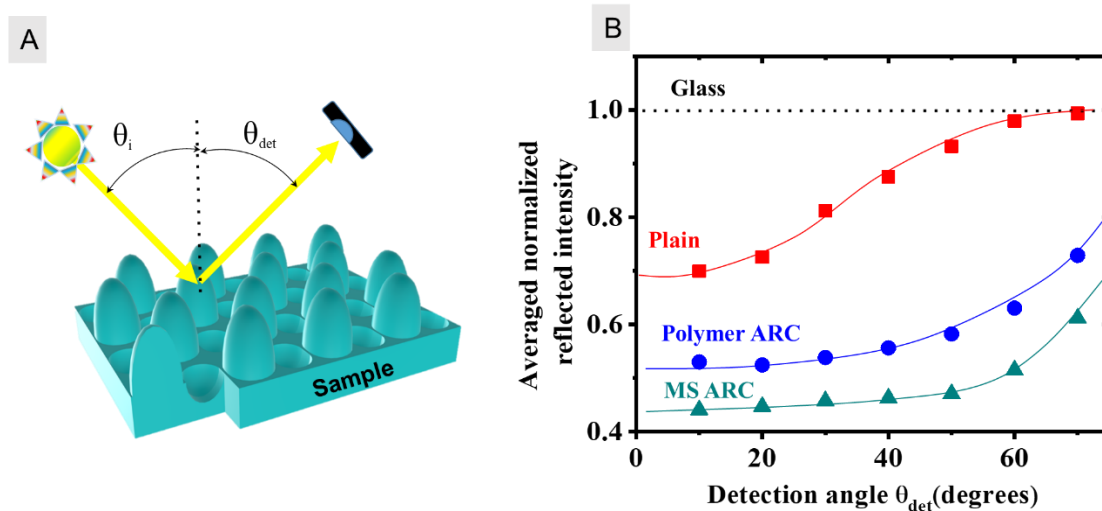 A
θi
θdet
Sample
B
Averaged normalized
reflected intensity
1.0
0.8
0.6
0.4
Glass
Plain
Polymer ARC
MS ARC
0
20
40
60
Detection angle θdet(degrees)